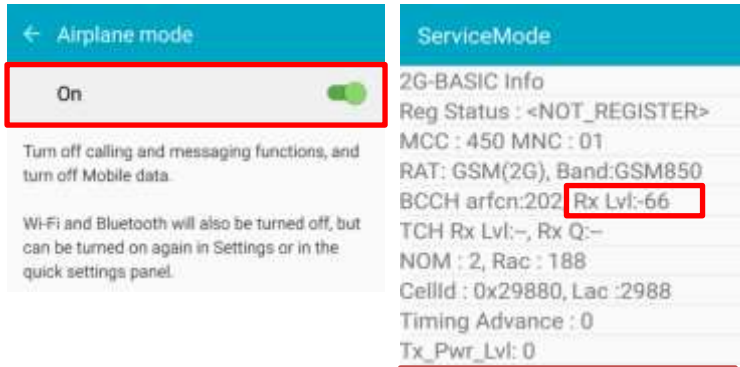 ← Airplane mode
On
Turn off calling and messaging functions, and
turn off Mobile data.
Wi-Fi and Bluetooth will also be turned off, but
can be turned on again in Settings or in the
quick settings panel.
ServiceMode
2G-BASIC Info
Reg Status : <NOT_REGISTER>
MCC : 450 MNC : 01
RAT: GSM(2G), Band:GSM850
BCCH arfcn:202, Rx Lvl:-66
TCH Rx Lvl:--, Rx Q:--
NOM : 2, Rac : 188
CellId : 0x29880, Lac :2988
Timing Advance : 0
Tx_Pwr_Lvl: 0